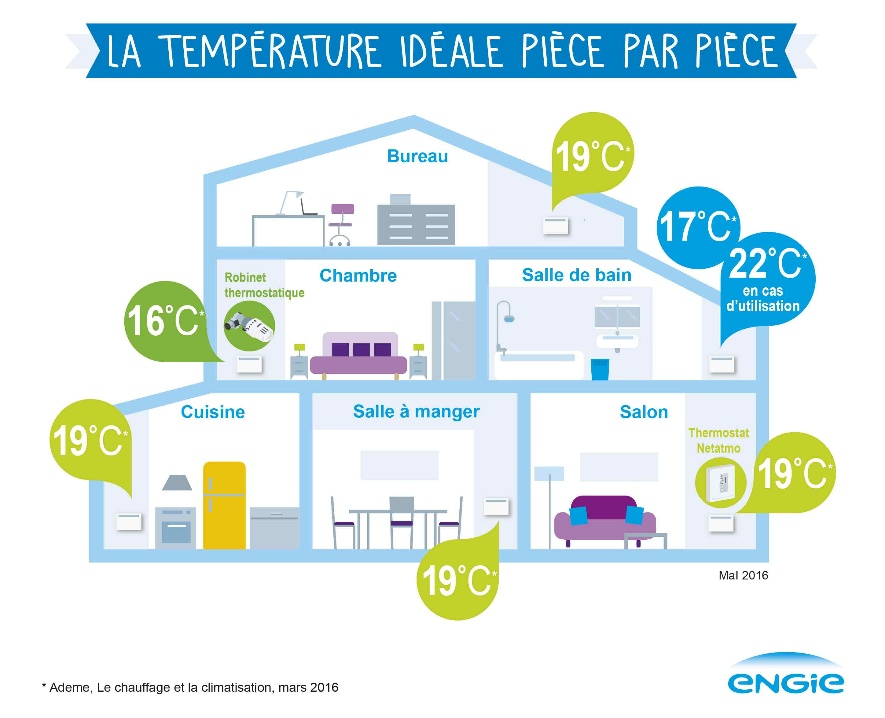 LA TEMPÉRATURE IDÉALE PIÈCE PAR PIÈCE
Bureau
19°C*
17°C*
22°C*
en cas
d'utilisation
Robinet
thermostatique
Chambre
Salle de bain
16°C*
Cuisine
Salle à manger
Salon
19°C*
Thermostat
Netatmo
19°C*
19°C*
Mai 2016
* Ademe, Le chauffage et la climatisation, mars 2016
ENGIE